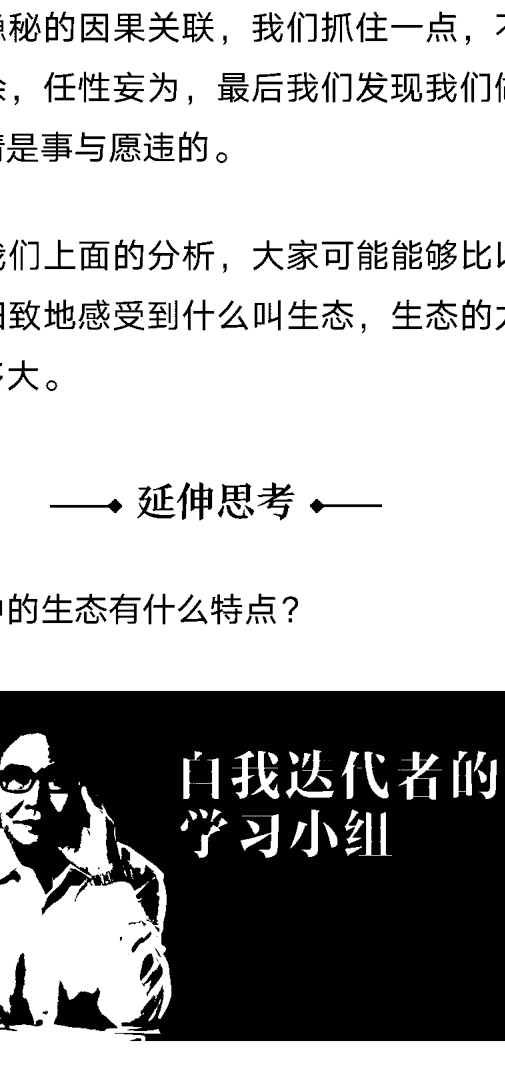 秘的因果关联，我们抓住一点，
，任性妄为，最后我们发现我们
是事与愿违的。
们上面的分析，大家可能能够比
致地感受到什么叫生态，生态的
大。
延伸思考
的生态有什么特点？
自我迭代者的
学习小组